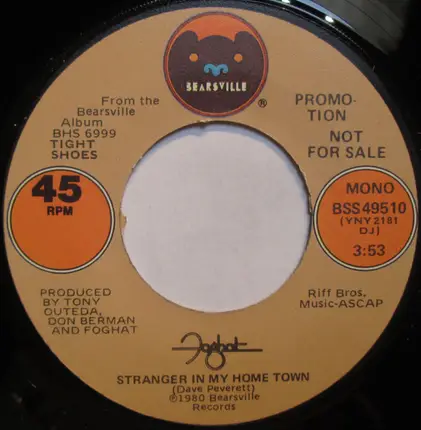 BEARSVILLE
®
From the
Bearsville
Album
BHS 6999
TIGHT
SHOES
PROMO-
TION
NOT
FOR SALE
45
RPM
MONO
BSS49510
(YNY 2181
DJ)
3:53
PRODUCED
BY TONY
OUTEDA,
DON BERMAN
AND FOGHAT
Riff Bros,
Music-ASCAP
Foghat
STRANGER IN MY HOME TOWN
(Dave Peverett)
℗1980 Bearsville
Records